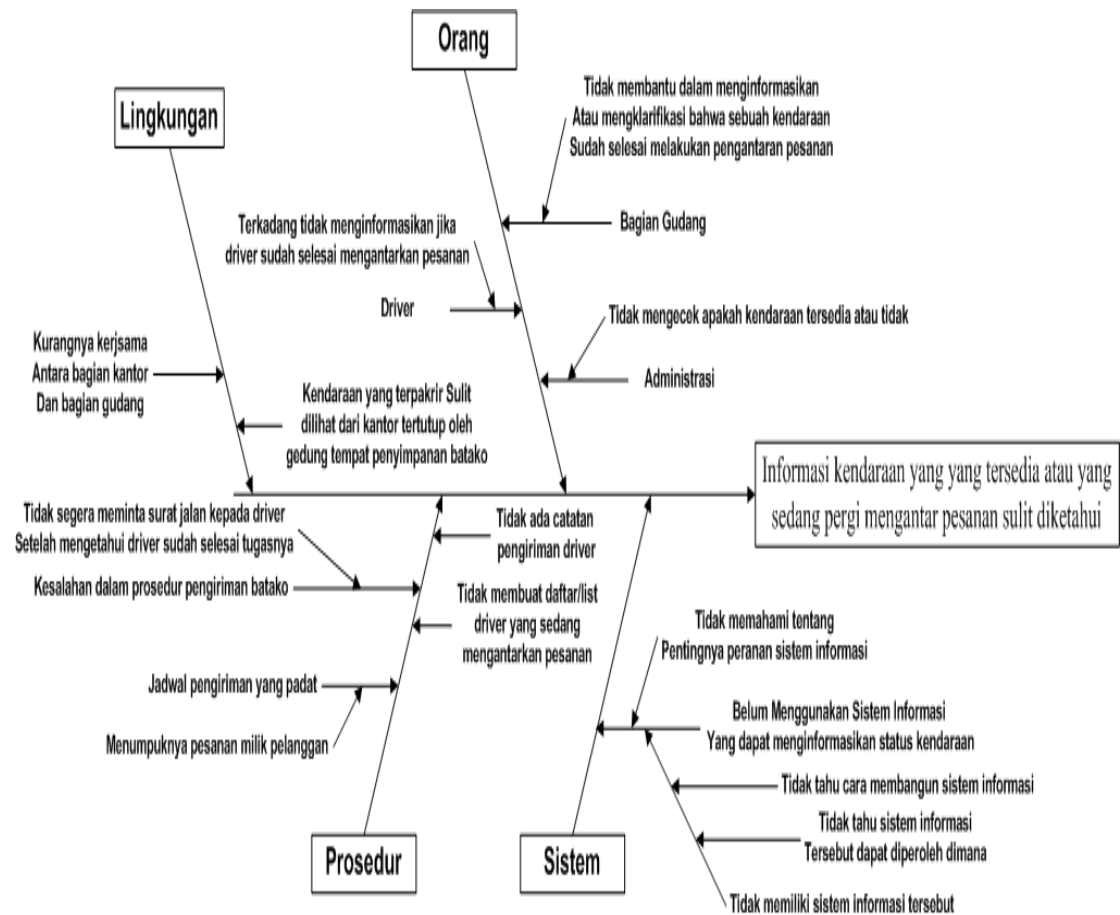 Orang
Lingkungan
Tidak membantu dalam menginformasikan
Atau mengklarifikasi bahwa sebuah kendaraan
Sudah selesai melakukan pengantaran pesanan
Bagian Gudang
Terkadang tidak menginformasikan jika
driver sudah selesai mengantarkan pesanan
Driver
Tidak mengecek apakah kendaraan tersedia atau tidak
Administrasi
Kurangnya kerjsama
Antara bagian kantor
Dan bagian gudang
Kendaraan yang terpakrir Sulit
dilihat dari kantor tertutup oleh
gedung tempat penyimpanan batako
Informasi kendaraan yang yang tersedia atau yang
sedang pergi mengantar pesanan sulit diketahui
Tidak segera meminta surat jalan kepada driver
Setelah mengetahui driver sudah selesai tugasnya
Kesalahan dalam prosedur pengiriman batako
Tidak ada catatan
pengiriman driver
Tidak membuat daftar/list
driver yang sedang
mengantarkan pesanan
Jadwal pengiriman yang padat
Menumpuknya pesanan milik pelanggan
Tidak memahami tentang
Pentingnya peranan sistem informasi
Belum Menggunakan Sistem Informasi
Yang dapat menginformasikan status kendaraan
Tidak tahu cara membangun sistem informasi
Tidak tahu sistem informasi
Tersebut dapat diperoleh dimana
Tidak memiliki sistem informasi tersebut
Prosedur
Sistem